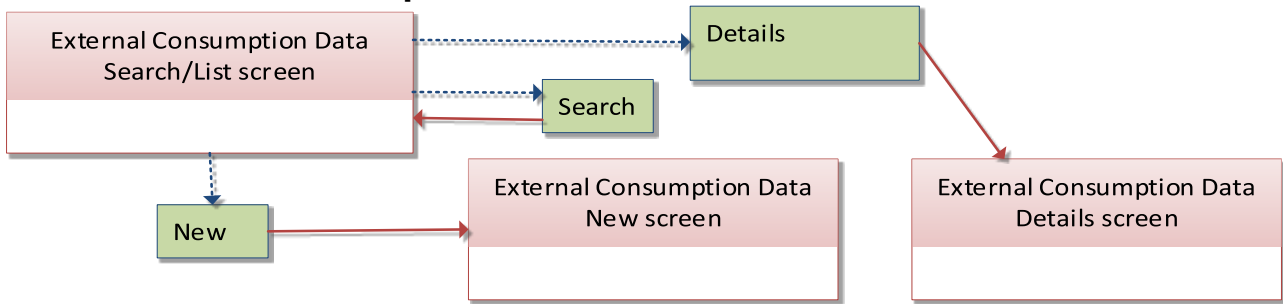 External Consumption Data
Search/List screen
Details
Search
New
External Consumption Data
New screen
External Consumption Data
Details screen